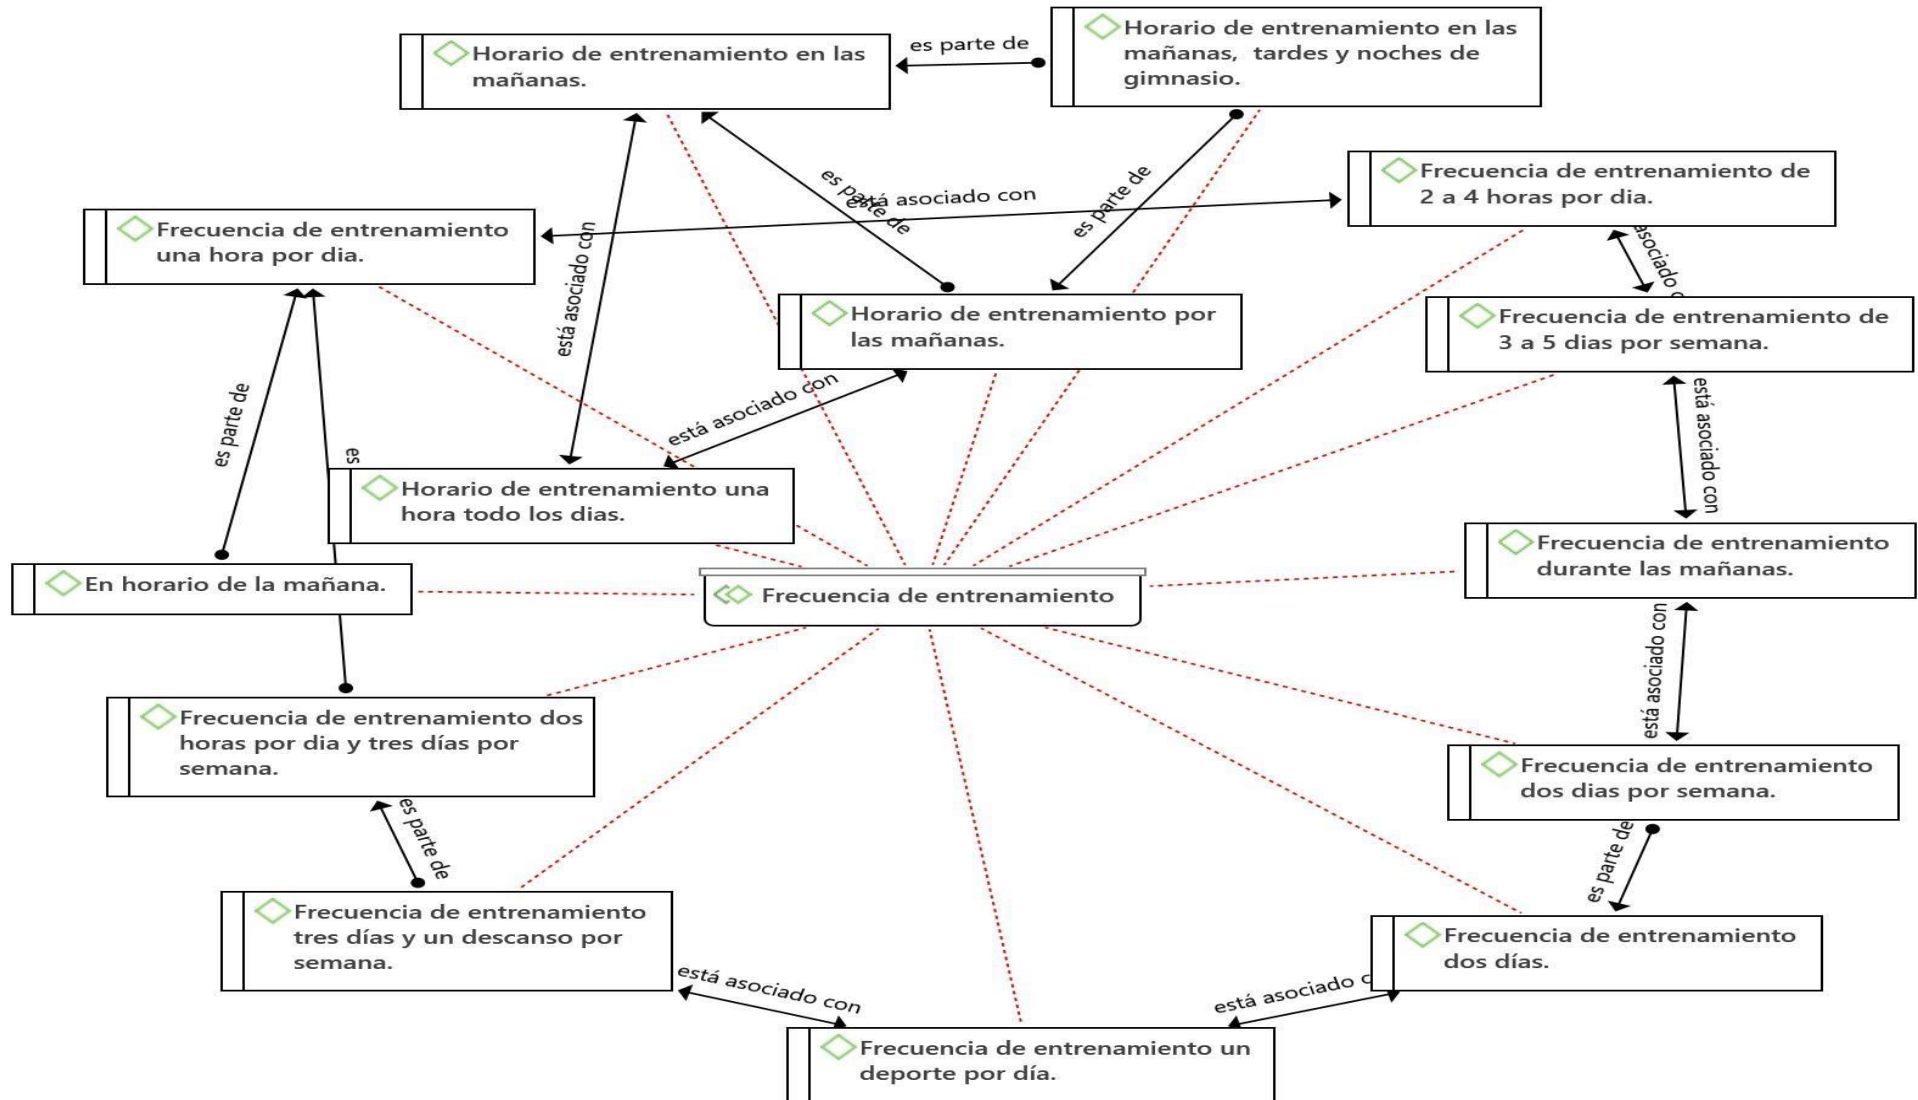 Horario de entrenamiento en las
mañanas.
es parte de
Horario de entrenamiento en las
mañanas, tardes y noches de
gimnasio.
Frecuencia de entrenamiento de
2 a 4 horas por dia.
es parte de
está asociado con
es parte de
Frecuencia de entrenamiento
una hora por dia.
está asociado con
asociado
Horario de entrenamiento por
las mañanas.
Frecuencia de entrenamiento de
3 a 5 dias por semana.
está asociado con
está asociado con
es parte de
es
Horario de entrenamiento una
hora todo los dias.
Frecuencia de entrenamiento
durante las mañanas.
En horario de la mañana.
Frecuencia de entrenamiento
está asociado con
Frecuencia de entrenamiento dos
horas por dia y tres días por
semana.
Frecuencia de entrenamiento
dos dias por semana.
es parte de
es parte de
Frecuencia de entrenamiento
tres días y un descanso por
semana.
Frecuencia de entrenamiento
dos días.
está asociado con
está asociado
Frecuencia de entrenamiento un
deporte por día.